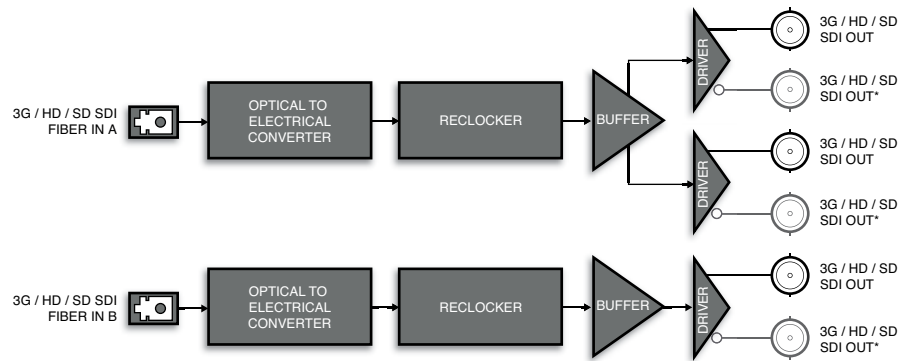 3G / HD / SD SDI
FIBER IN A
OPTICAL TO
ELECTRICAL
CONVERTER
RECLOCKER
BUFFER
DRIVER
3G / HD / SD
SDI OUT
3G / HD / SD
SDI OUT*
DRIVER
3G / HD / SD
SDI OUT
3G / HD / SD
SDI OUT*
3G / HD / SD SDI
FIBER IN B
OPTICAL TO
ELECTRICAL
CONVERTER
RECLOCKER
BUFFER
DRIVER
3G / HD / SD
SDI OUT
3G / HD / SD
SDI OUT*